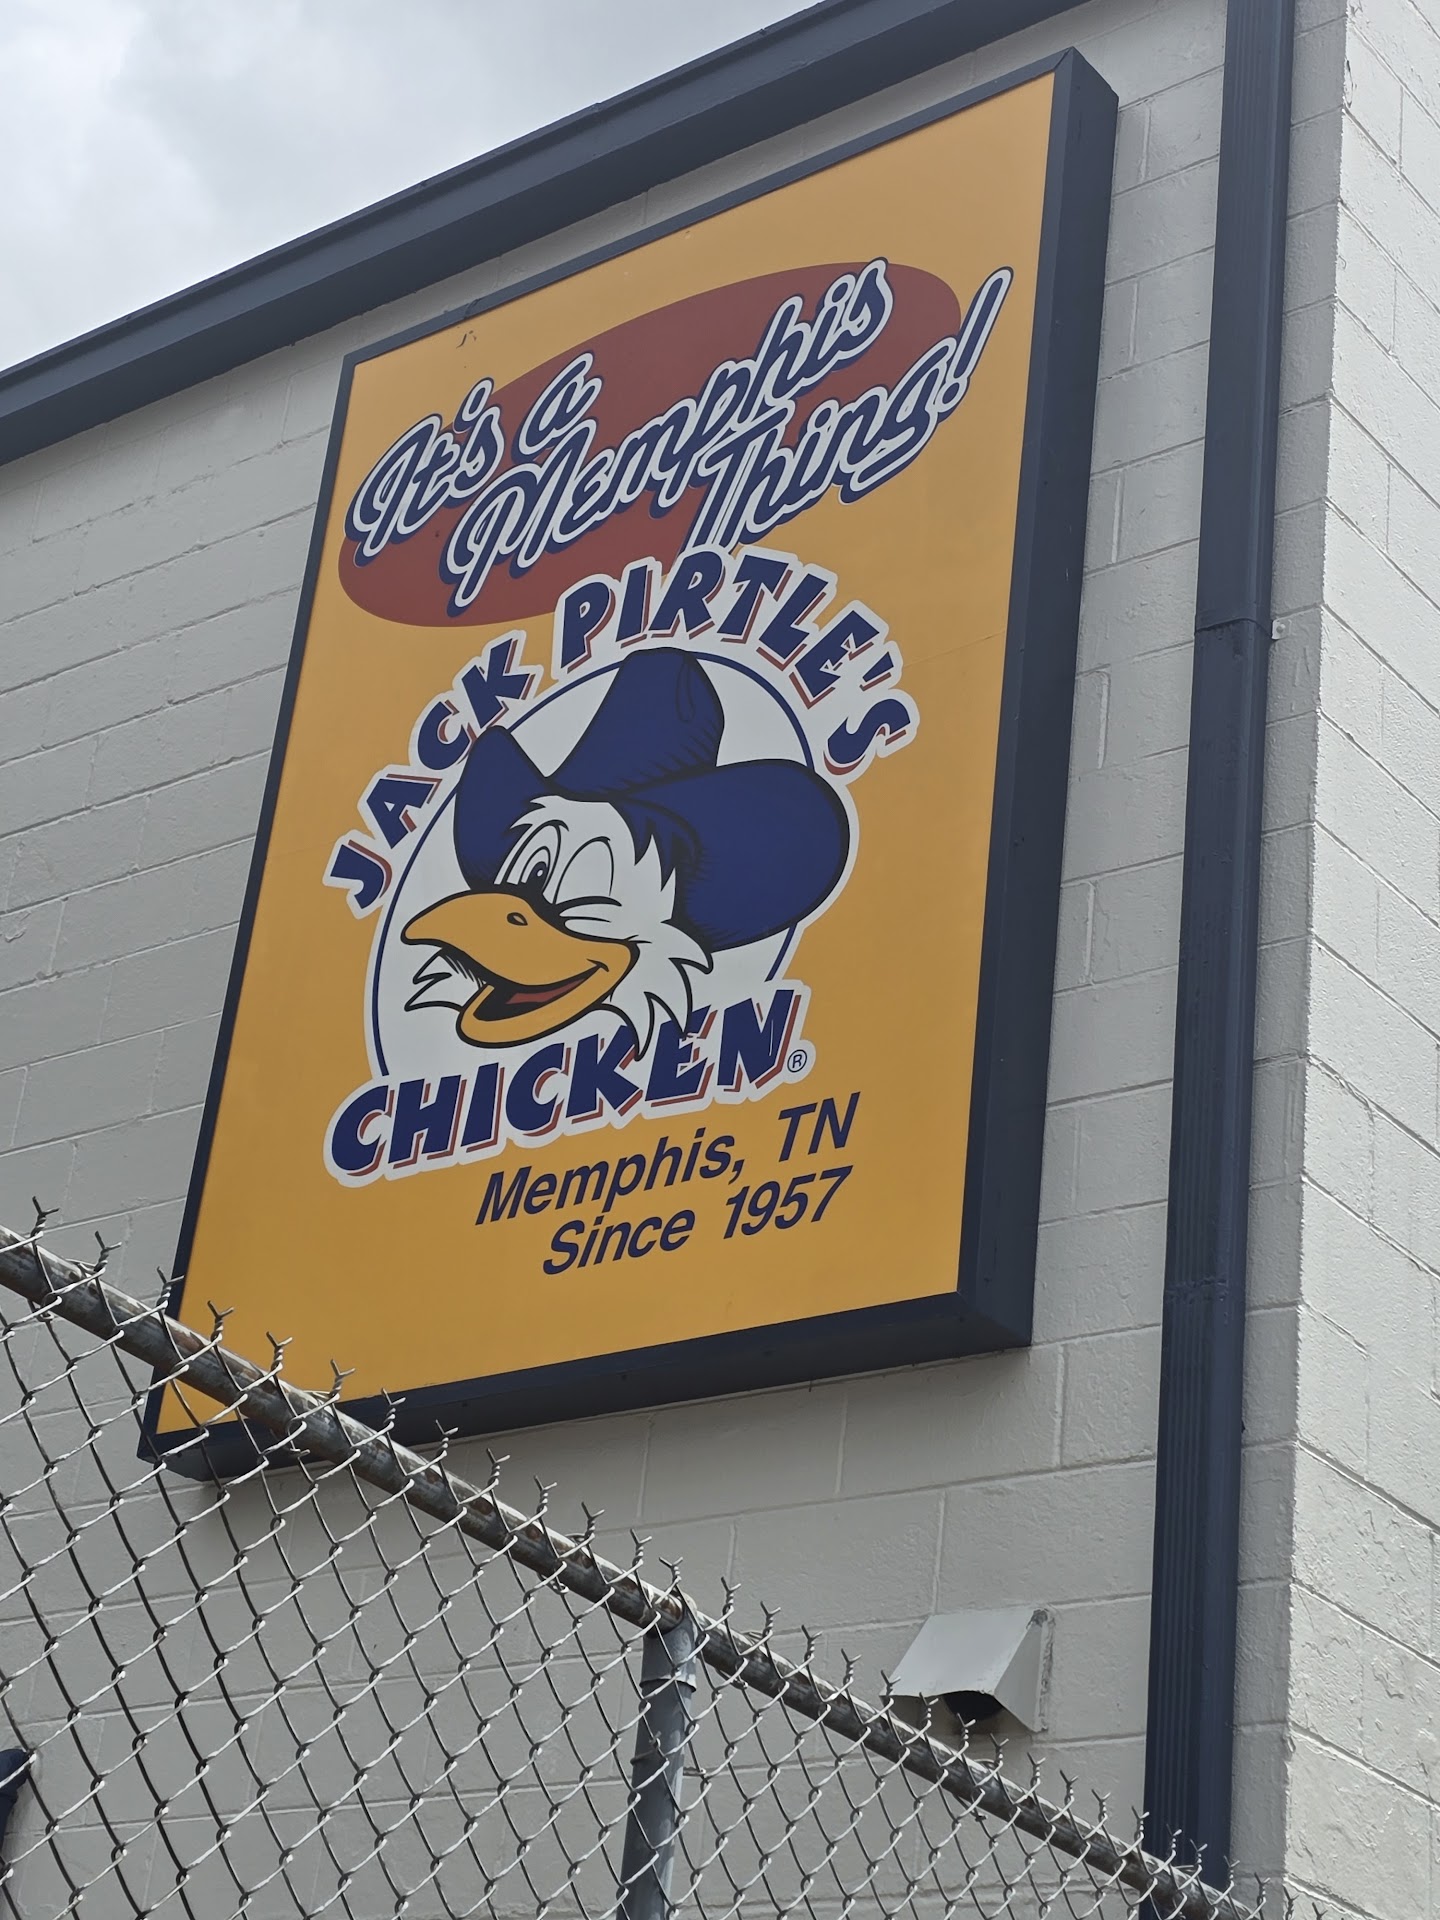 It's a
Memphis
Thing!
JACK PIRTLE'S
CHICKEN®
Memphis, TN
Since 1957